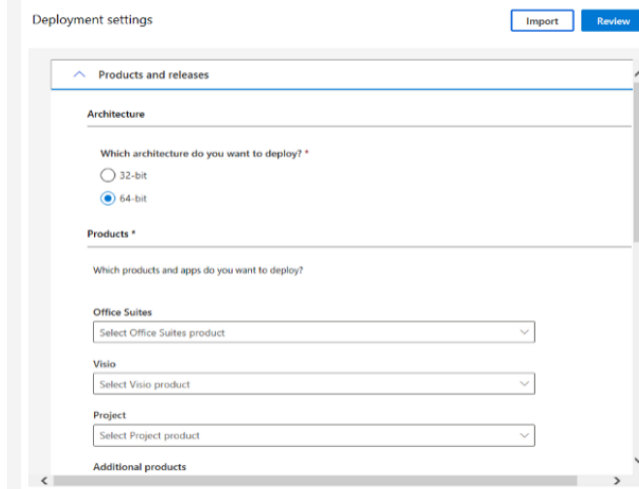 Deployment settings
Import
Review
Products and releases
Architecture
Which architecture do you want to deploy? *
32-bit
64-bit
Products *
Which products and apps do you want to deploy?
Office Suites
Select Office Suites product
Visio
Select Visio product
Project
Select Project product
Additional products